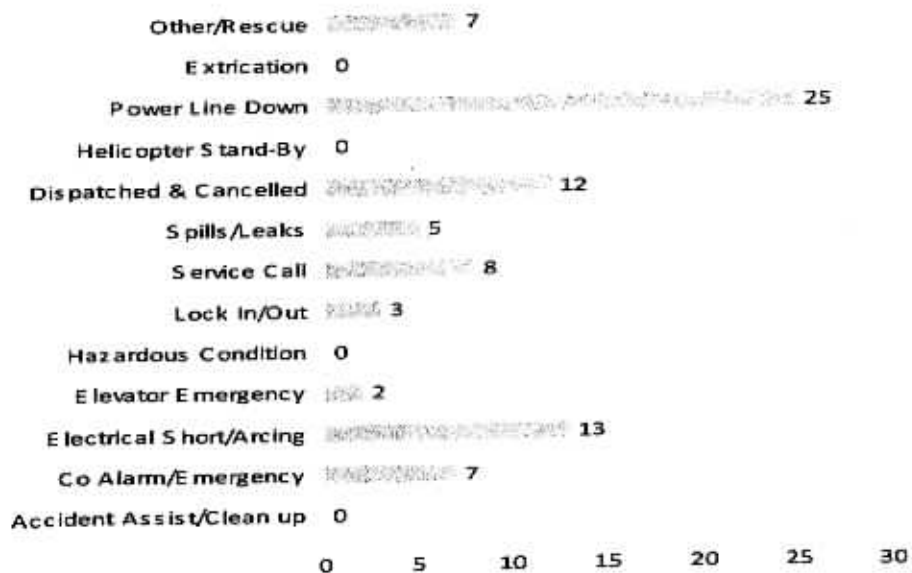 Other/Rescue 7
Extrication 0
Power Line Down 25
Helicopter Stand-By 0
Dispatched & Cancelled 12
Spills/Leaks 5
Service Call 8
Lock In/Out 3
Hazardous Condition 0
Elevator Emergency 2
Electrical Short/Arcing 13
Co Alarm/Emergency 7
Accident Assist/Clean up 0
0 5 10 15 20 25 30